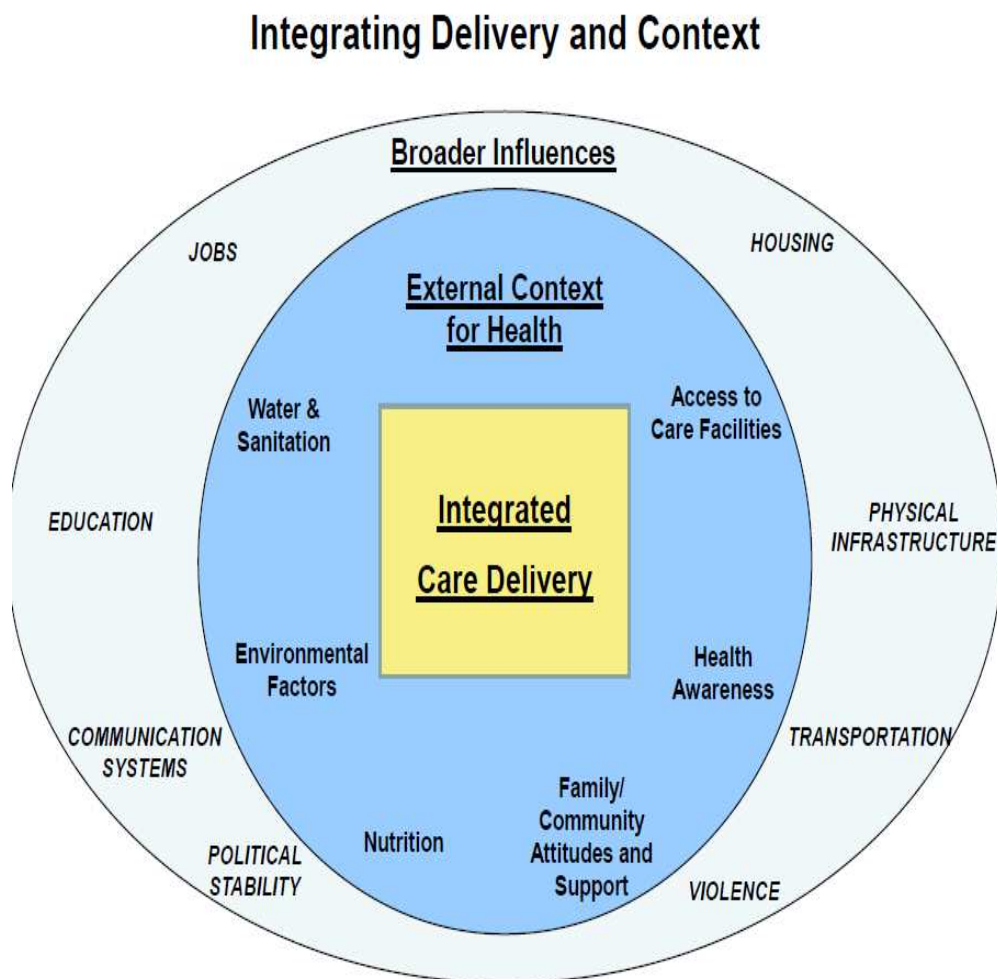 Integrating Delivery and Context
Broader Influences
JOBS
HOUSING
External Context
for Health
Water &
Sanitation
Access to
Care Facilities
Integrated
Care Delivery
EDUCATION
PHYSICAL
INFRASTRUCTURE
Environmental
Factors
Health
Awareness
COMMUNICATION
SYSTEMS
TRANSPORTATION
Nutrition
Family/
Community
Attitudes and
Support
POLITICAL
STABILITY
VIOLENCE